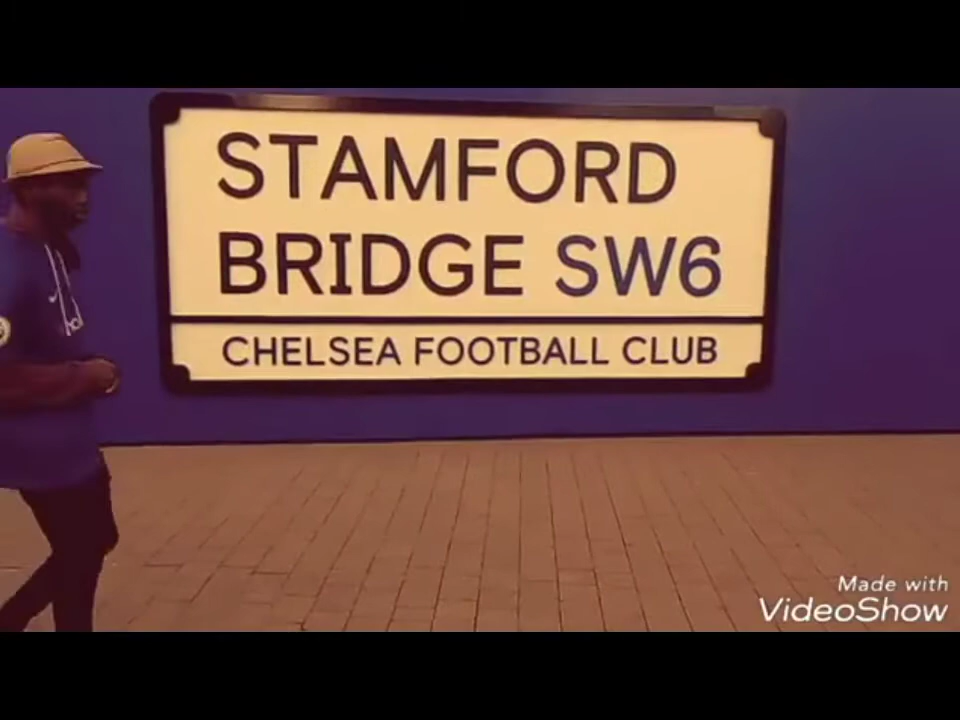 STAMFORD
BRIDGE SW6
CHELSEA FOOTBALL CLUB
Made with
VideoShow